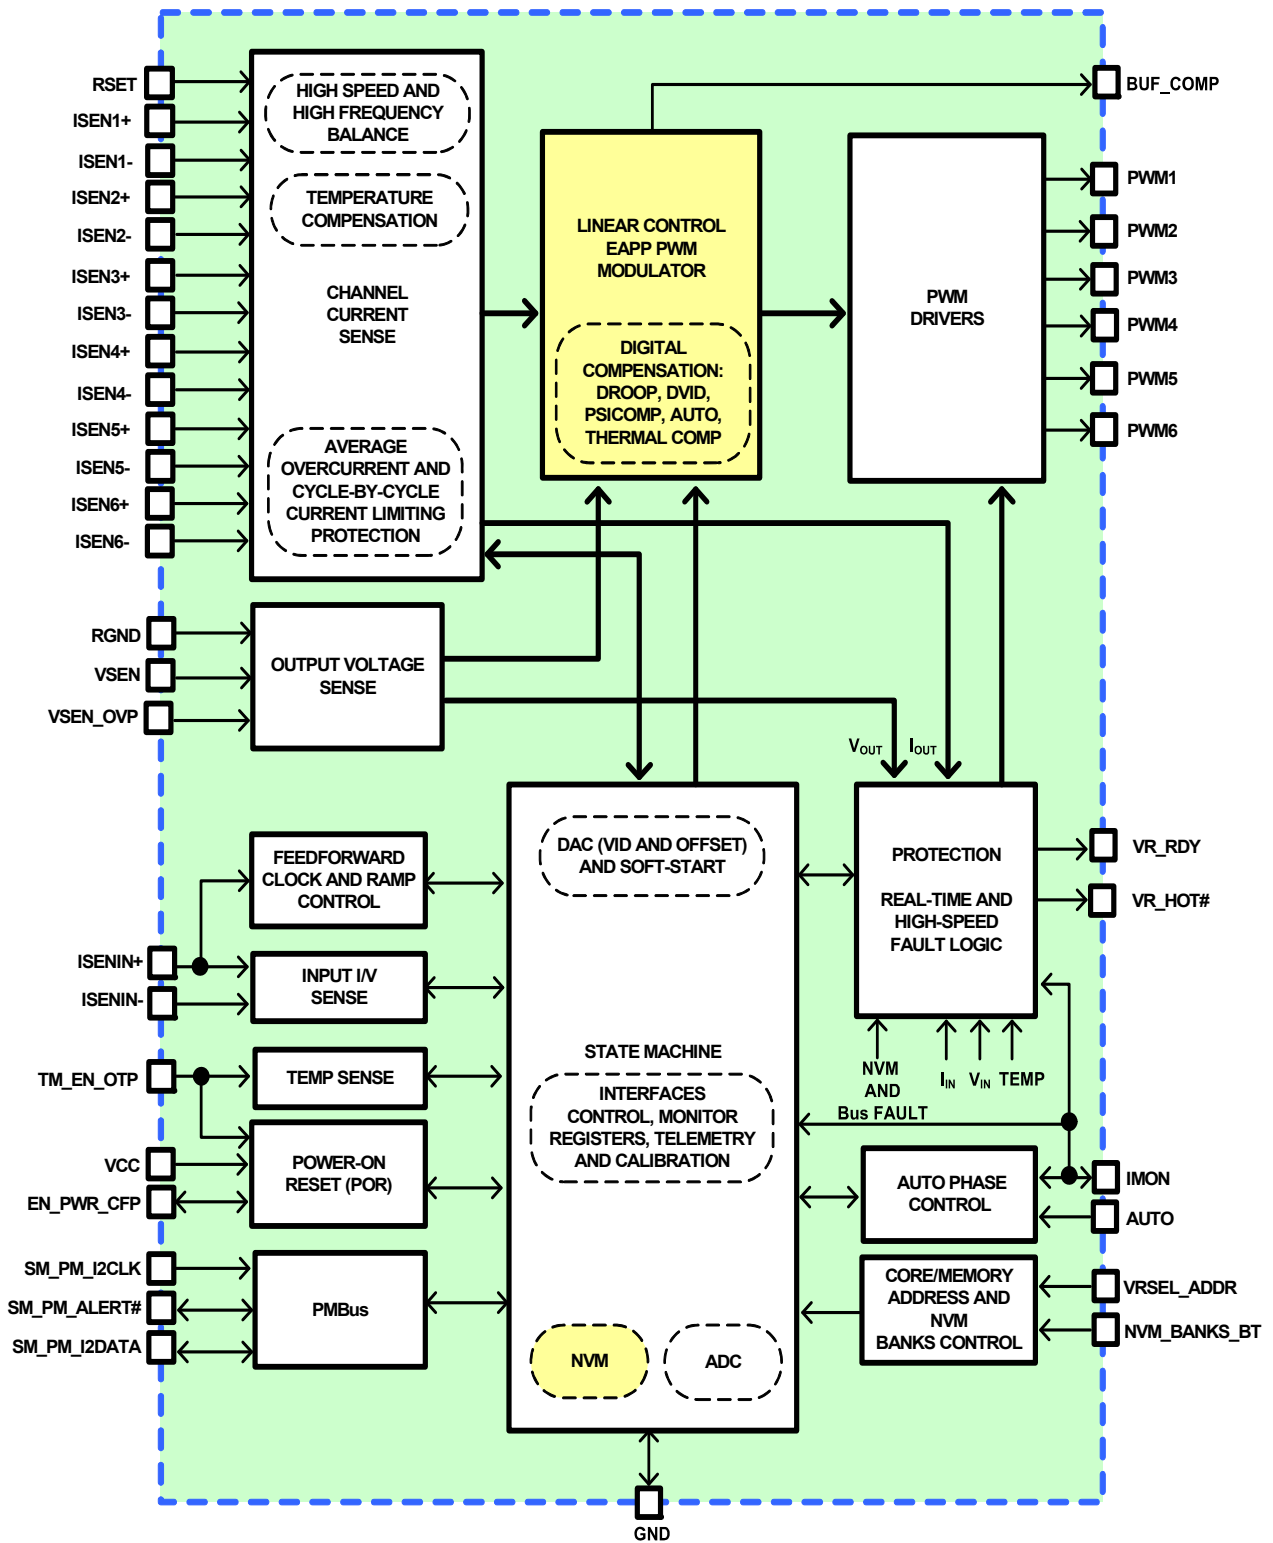 RSET
ISEN1+
ISEN1-
ISEN2+
ISEN2-
ISEN3+
ISEN3-
ISEN4+
ISEN4-
ISEN5+
ISEN5-
ISEN6+
ISEN6-
HIGH SPEED AND
HIGH FREQUENCY
BALANCE
TEMPERATURE
COMPENSATION
CHANNEL
CURRENT
SENSE
AVERAGE
OVERCURRENT AND
CYCLE-BY-CYCLE
CURRENT LIMITING
PROTECTION
LINEAR CONTROL
EAPP PWM
MODULATOR
DIGITAL
COMPENSATION:
DROOP, DVID,
PSICOMP, AUTO,
THERMAL COMP
PWM
DRIVERS
BUF_COMP
PWM1
PWM2
PWM3
PWM4
PWM5
PWM6
RGND
VSEN
VSEN_OVP
OUTPUT VOLTAGE
SENSE
VOUT
IOUT
FEEDFORWARD
CLOCK AND RAMP
CONTROL
DAC (VID AND OFFSET)
AND SOFT-START
PROTECTION
REAL-TIME AND
HIGH-SPEED
FAULT LOGIC
VR_RDY
VR_HOT#
ISENIN+
ISENIN-
INPUT I/V
SENSE
TM_EN_OTP
TEMP SENSE
STATE MACHINE
INTERFACES
CONTROL, MONITOR
REGISTERS, TELEMETRY
AND CALIBRATION
NVM
AND
Bus FAULT
IIN
VIN
TEMP
VCC
EN_PWR_CFP
POWER-ON
RESET (POR)
AUTO PHASE
CONTROL
IMON
AUTO
SM_PM_I2CLK
SM_PM_ALERT#
SM_PM_I2DATA
PMBus
CORE/MEMORY
ADDRESS AND
NVM
BANKS CONTROL
VRSEL_ADDR
NVM_BANKS_BT
NVM
ADC
GND